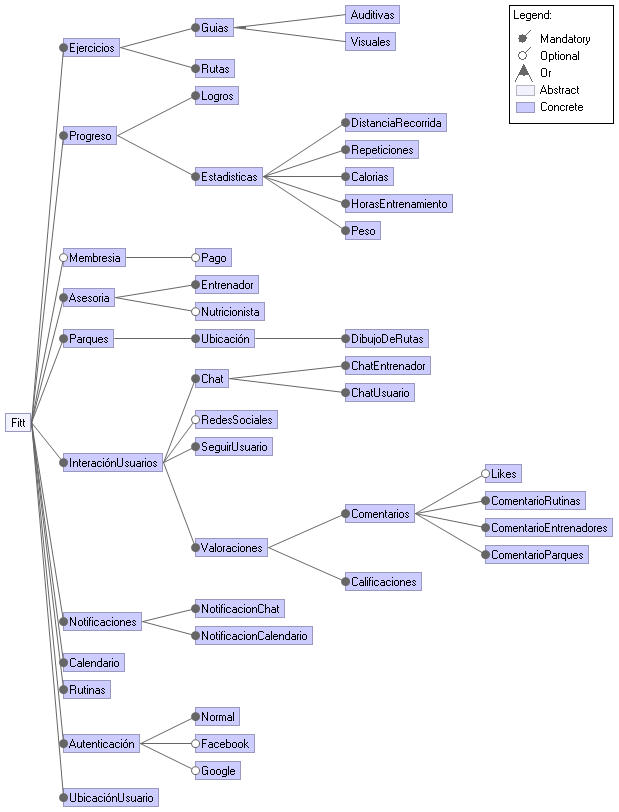 Fitt
Ejercicios
Guias
Auditivas
Visuales
Rutas
Progreso
Logros
Estadisticas
DistanciaRecorrida
Repeticiones
Calorias
HorasEntrenamiento
Peso
Membresia
Pago
Asesoria
Entrenador
Nutricionista
Parques
Ubicación
DibujoDeRutas
InteraciónUsuarios
Chat
ChatEntrenador
ChatUsuario
RedesSociales
SeguirUsuario
Valoraciones
Comentarios
Likes
ComentarioRutinas
ComentarioEntrenadores
ComentarioParques
Calificaciones
Notificaciones
NotificacionChat
NotificacionCalendario
Calendario
Rutinas
Autenticación
Normal
Facebook
Google
UbicaciónUsuario
Legend:
Mandatory
Optional
Or
Abstract
Concrete